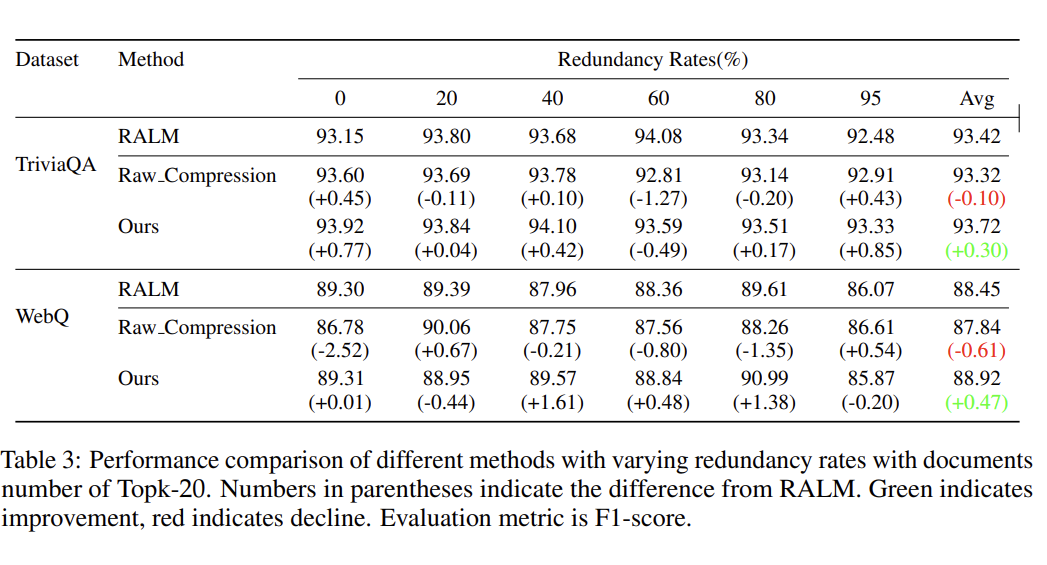 Dataset Method Redundancy Rates(%)
0 20 40 60 80 95 Avg
RALM 93.15 93.80 93.68 94.08 93.34 92.48 93.42
TriviaQA
Raw_Compression 93.60 93.69 93.78 92.81 93.14 92.91 93.32
(+0.45) (-0.11) (+0.10) (-1.27) (-0.20) (+0.43) (-0.10)
Ours 93.92 93.84 94.10 93.59 93.51 93.33 93.72
(+0.77) (+0.04) (+0.42) (-0.49) (+0.17) (+0.85) (+0.30)
RALM 89.30 89.39 87.96 88.36 89.61 86.07 88.45
WebQ
Raw_Compression 86.78 90.06 87.75 87.56 88.26 86.61 87.84
(-2.52) (+0.67) (-0.21) (-0.80) (-1.35) (+0.54) (-0.61)
Ours 89.31 88.95 89.57 88.84 90.99 85.87 88.92
(+0.01) (-0.44) (+1.61) (+0.48) (+1.38) (-0.20) (+0.47)
Table 3: Performance comparison of different methods with varying redundancy rates with documents
number of Topk-20. Numbers in parentheses indicate the difference from RALM. Green indicates
improvement, red indicates decline. Evaluation metric is F1-score.